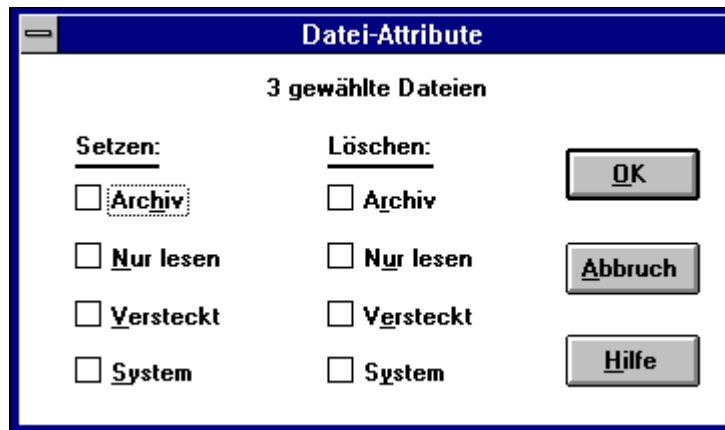 Datei-Attribute
3 gewählte Dateien
Setzen: Löschen:
OK
Archiv Archiv
Nur lesen Nur lesen
Abbruch
Versteckt Versteckt
Hilfe
System System